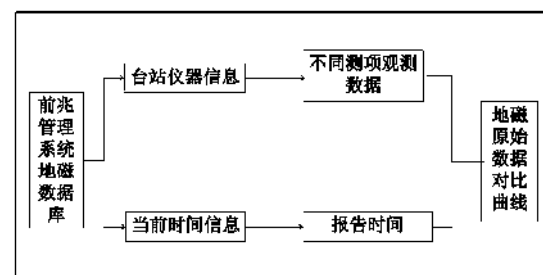 前兆
管理
系统
地磁
数据
库
台站仪器信息
不同测项观测
数据
当前时间信息
报告时间
地磁
原始
数据
对比
曲线